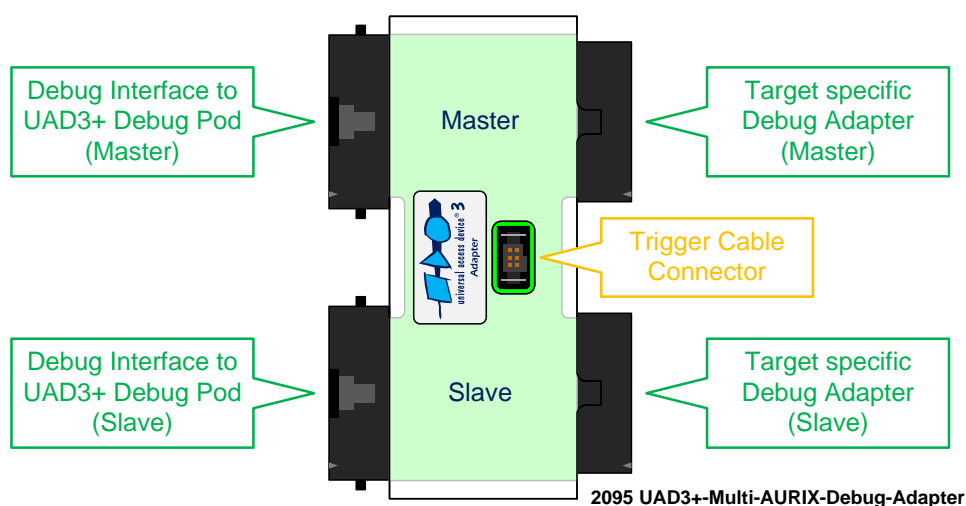 Debug Interface to
UAD3+ Debug Pod
(Master)
Master
Target specific
Debug Adapter
(Master)
universal access device® 3
Adapter
Trigger Cable
Connector
Debug Interface to
UAD3+ Debug Pod
(Slave)
Slave
Target specific
Debug Adapter
(Slave)
2095 UAD3+-Multi-AURIX-Debug-Adapter